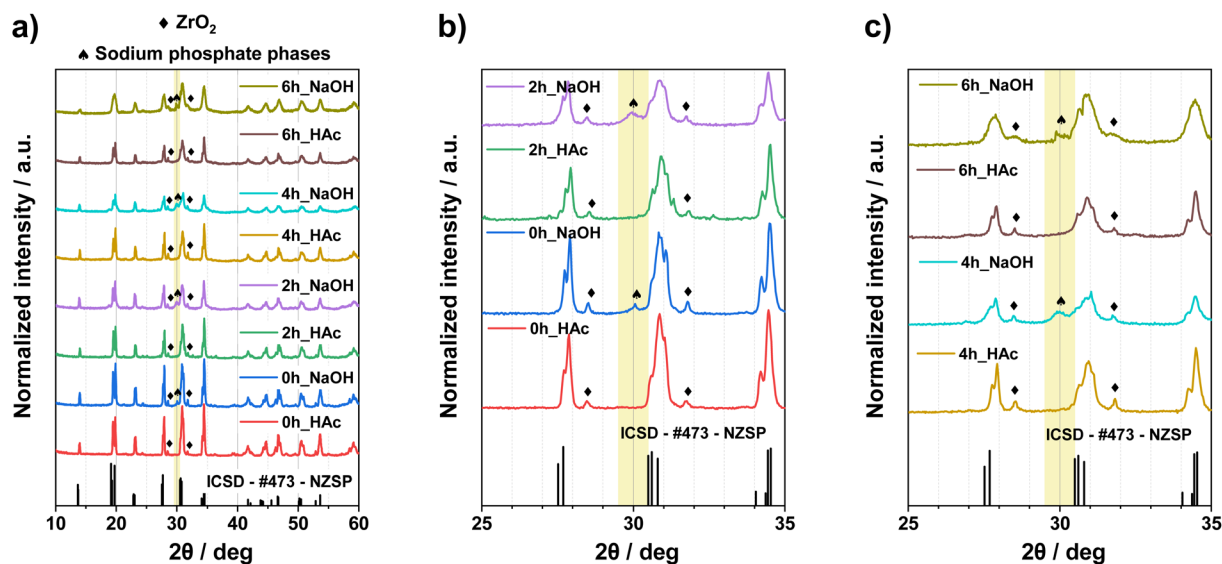 a)
♦ ZrO2
♠ Sodium phosphate phases
6h_NaOH
6h_HAc
4h_NaOH
4h_HAc
2h_NaOH
2h_HAc
0h_NaOH
0h_HAc
ICSD - #473 - NZSP
Normalized intensity / a.u.
10 20 30 40 50 60
2θ / deg
b)
2h_NaOH
2h_HAc
0h_NaOH
0h_HAc
ICSD - #473 - NZSP
Normalized intensity / a.u.
25 30 35
2θ / deg
c)
6h_NaOH
6h_HAc
4h_NaOH
4h_HAc
ICSD - #473 - NZSP
Normalized intensity / a.u.
25 30 35
2θ / deg